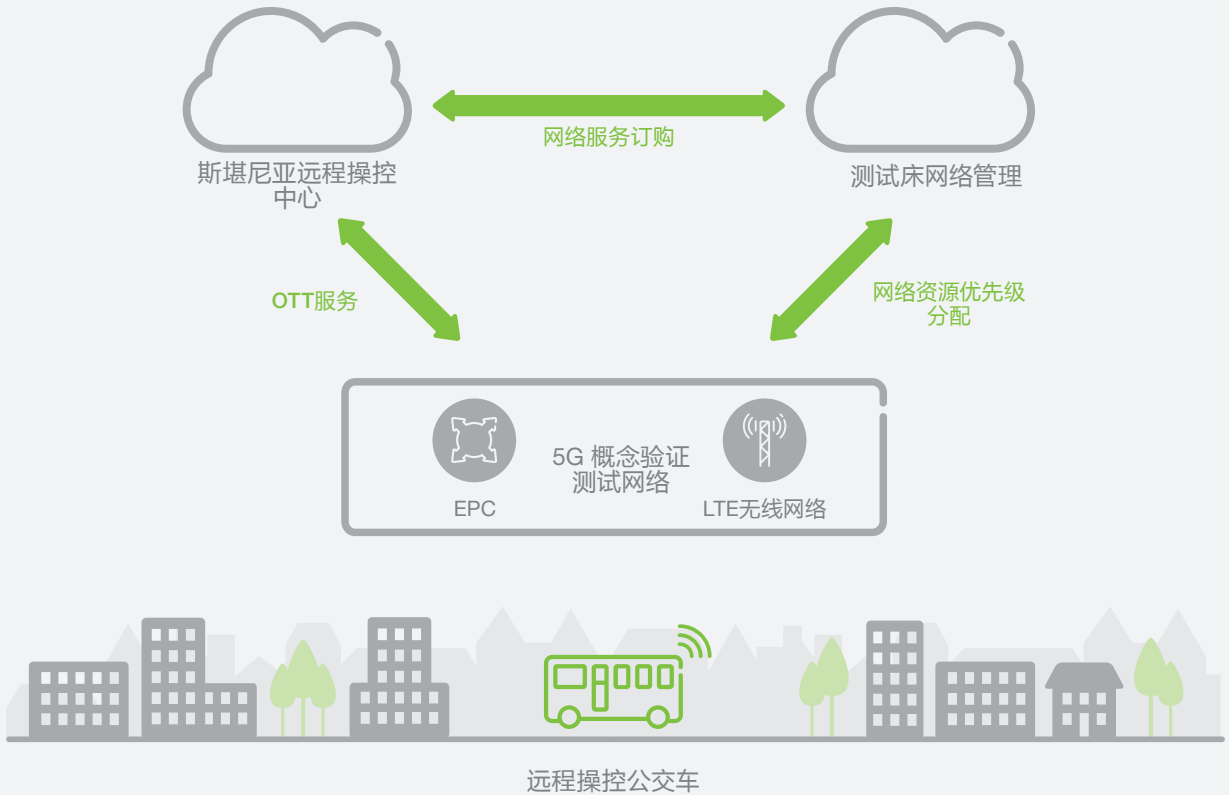 网络服务订购
斯堪尼亚远程操控
中心
测试床网络管理
OTT服务
网络资源优先级
分配
5G 概念验证
测试网络
EPC
LTE无线网络
远程操控公交车